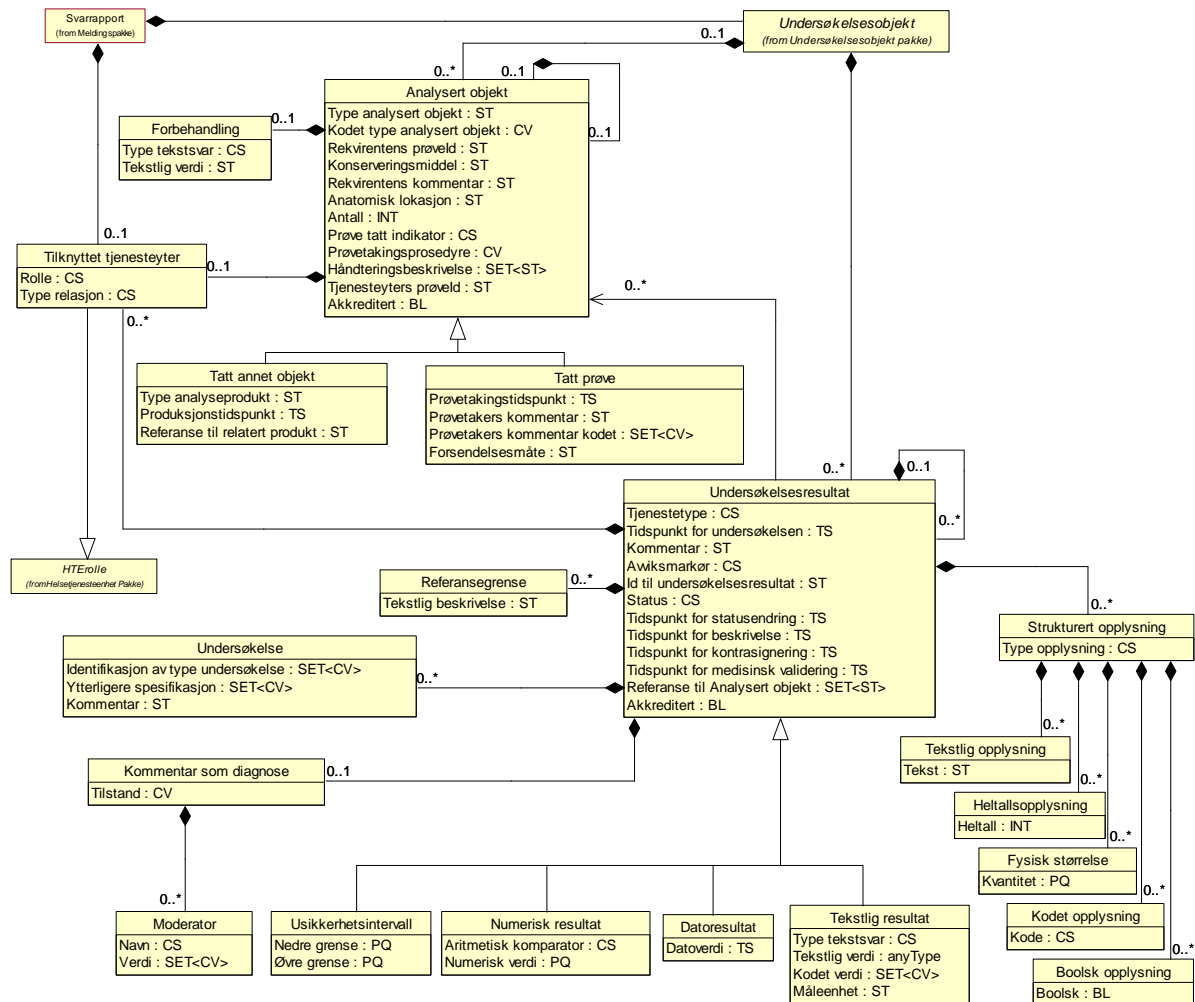 Svarrapport
(from Meldingspakke)
Undersøkelsesobjekt
(from Undersøkelsesobjekt pakke)
0..1
0..*
0..1
0..1
Analysert objekt
Type analysert objekt : ST
Kodet type analysert objekt : CV
Rekvirentens prøveId : ST
Konserveringsmiddel : ST
Rekvirentens kommentar : ST
Anatomisk lokasjon : ST
Antall : INT
Prøve tatt indikator : CS
Prøvetakingsprosedyre : CV
Håndteringsbeskrivelse : SET<ST>
Tjenesteyters prøveId : ST
Akkreditert : BL
Forbehandling
Type tekstsvar : CS
Tekstlig verdi : ST
0..1
0..1
Tilknyttet tjenesteyter
Rolle : CS
Type relasjon : CS
0..1
0..*
0..*
Tatt annet objekt
Type analyseprodukt : ST
Produksjonstidspunkt : TS
Referanse til relatert produkt : ST
Tatt prøve
Prøvetakingstidspunkt : TS
Prøvetakers kommentar : ST
Prøvetakers kommentar kodet : SET<CV>
Forsendelsesmåte : ST
0..*
0..1
0..*
Undersøkelsesresultat
Tjenestetype : CS
Tidspunkt for undersøkelsen : TS
Kommentar : ST
Avviksmarkør : CS
Id til undersøkelsesresultat : ST
Status : CS
Tidspunkt for statusendring : TS
Tidspunkt for beskrivelse : TS
Tidspunkt for kontrasignering : TS
Tidspunkt for medisinsk validering : TS
Referanse til Analysert objekt : SET<ST>
Akkreditert : BL
HTErolle
(fromHelsetjenesteenhet Pakke)
Referansegrense
Tekstlig beskrivelse : ST
0..*
Undersøkelse
Identifikasjon av type undersøkelse : SET<CV>
Ytterligere spesifikasjon : SET<CV>
Kommentar : ST
0..*
0..*
Strukturert opplysning
Type opplysning : CS
0..*
Tekstlig opplysning
Tekst : ST
0..*
Heltallsopplysning
Heltall : INT
0..*
Fysisk størrelse
Kvantitet : PQ
0..*
Kodet opplysning
Kode : CS
0..*
Boolsk opplysning
Boolsk : BL
Kommentar som diagnose
Tilstand : CV
0..1
0..*
Moderator
Navn : CS
Verdi : SET<CV>
Usikkerhetsintervall
Nedre grense : PQ
Øvre grense : PQ
Numerisk resultat
Aritmetisk komparator : CS
Numerisk verdi : PQ
Datoresultat
Datoverdi : TS
Tekstlig resultat
Type tekstsvar : CS
Tekstlig verdi : anyType
Kodet verdi : SET<CV>
Måleenhet : ST